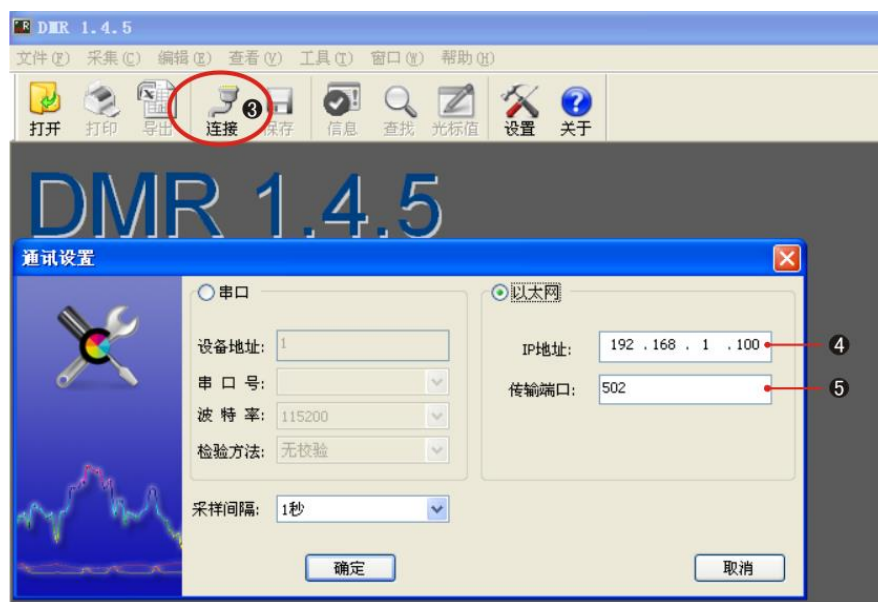 DMR 1.4.5
文件(F) 采集(C) 编辑(E) 查看(V) 工具(T) 窗口(W) 帮助(H)
打开 打印 导出 连接 ❸ 保存 信息 查找 光标值 设置 关于
DMR 1.4.5
通讯设置
串口
设备地址: 1
串口号:
波特率: 115200
检验方法: 无校验
采样间隔: 1秒
以太网
IP地址: 192 . 168 . 1 . 100 ❹
传输端口: 502 ❺
确定 取消